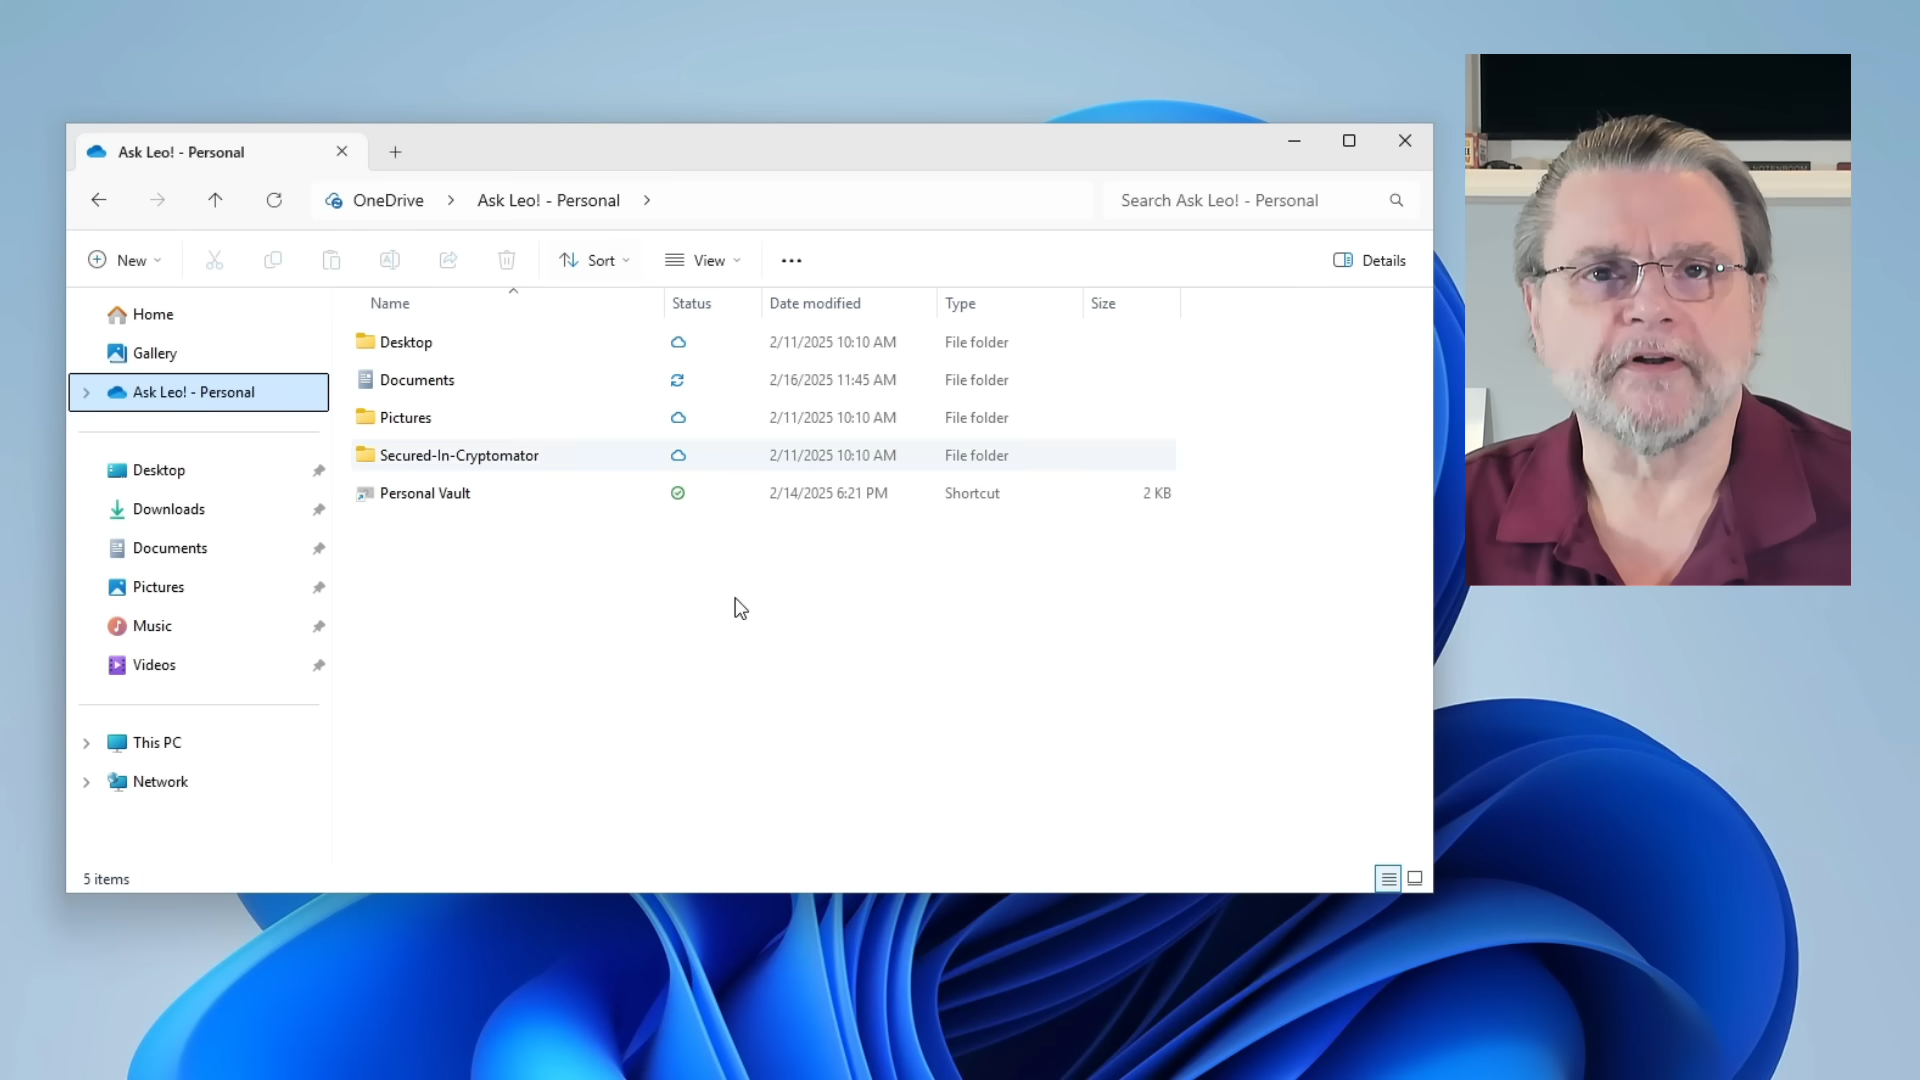 Ask Leo! - Personal
OneDrive > Ask Leo! - Personal >
Search Ask Leo! - Personal
New
Sort
View
Details
Name Status Date modified Type Size
Home
Gallery
Ask Leo! - Personal
Desktop
Downloads
Documents
Pictures
Music
Videos
This PC
Network
Desktop 2/11/2025 10:10 AM File folder
Documents 2/16/2025 11:45 AM File folder
Pictures 2/11/2025 10:10 AM File folder
Secured-In-Cryptomator 2/11/2025 10:10 AM File folder
Personal Vault 2/14/2025 6:21 PM Shortcut 2 KB
5 items